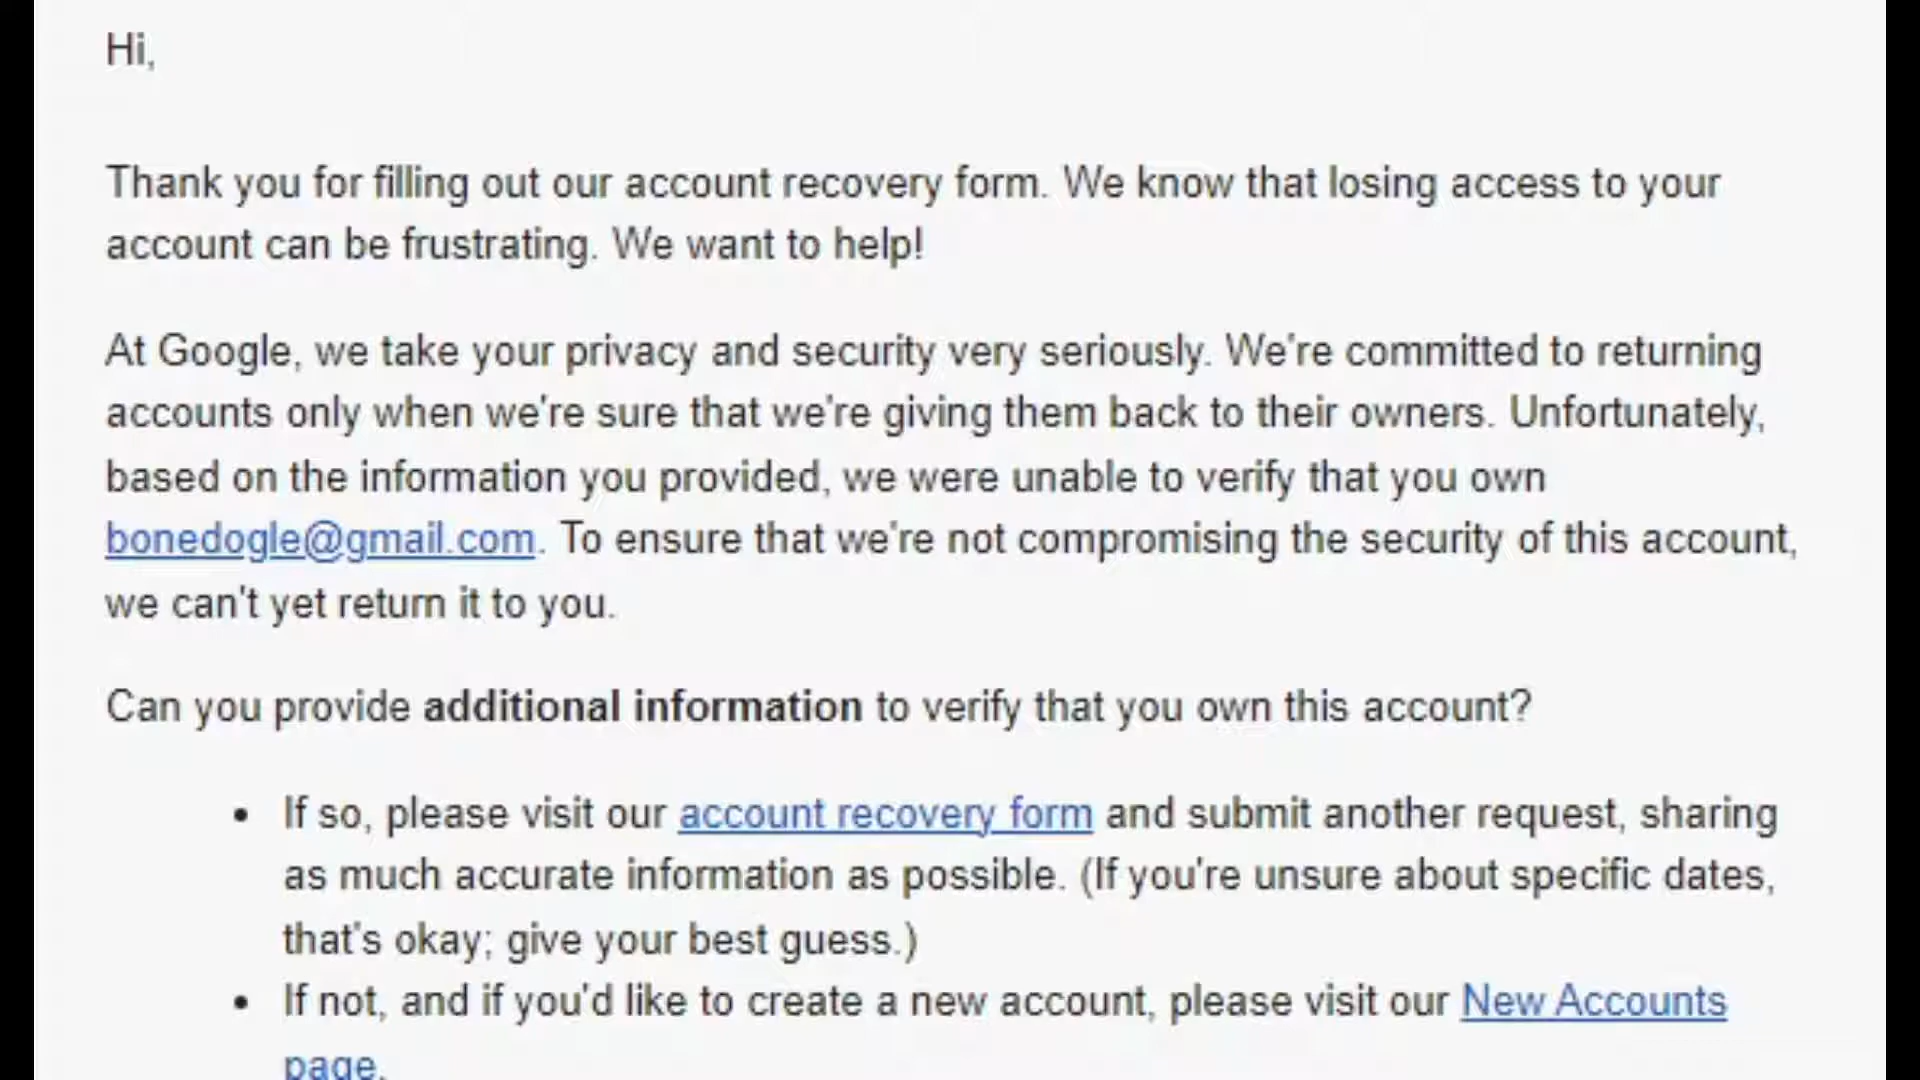 Hi,
Thank you for filling out our account recovery form. We know that losing access to your
account can be frustrating. We want to help!
At Google, we take your privacy and security very seriously. We're committed to returning
accounts only when we're sure that we're giving them back to their owners. Unfortunately,
based on the information you provided, we were unable to verify that you own
bonedogle@gmail.com. To ensure that we're not compromising the security of this account,
we can't yet return it to you.
Can you provide additional information to verify that you own this account?
• If so, please visit our account recovery form and submit another request, sharing
as much accurate information as possible. (If you're unsure about specific dates,
that's okay; give your best guess.)
• If not, and if you'd like to create a new account, please visit our New Accounts
page.